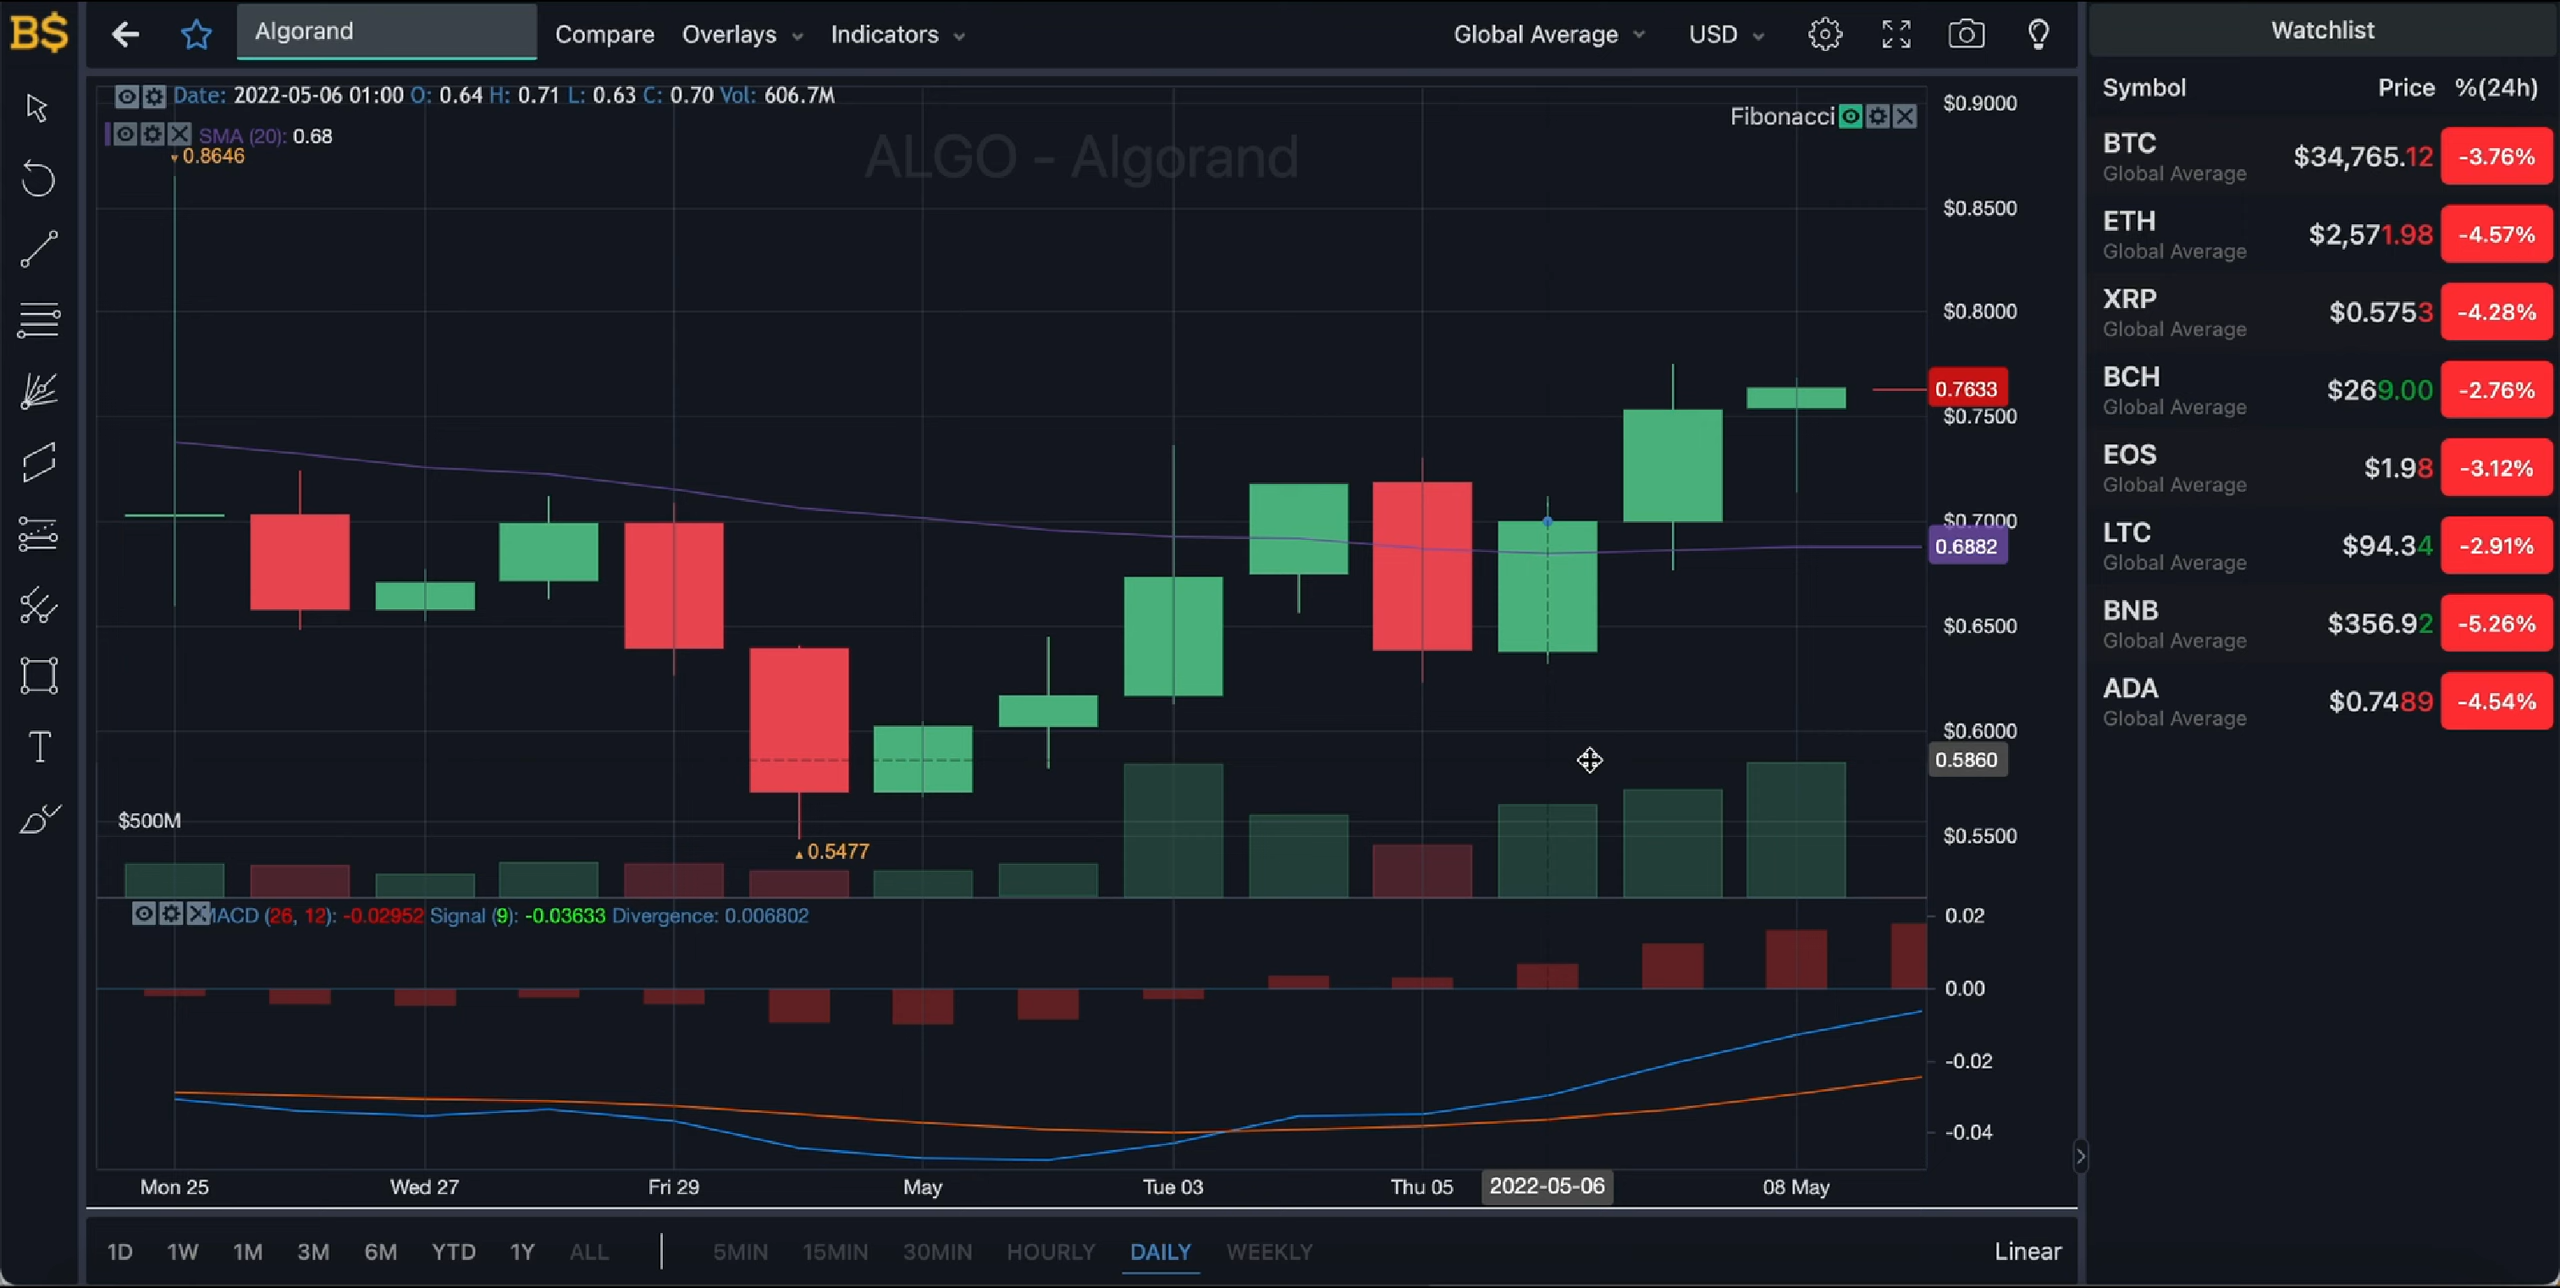 B$
Algorand
Compare
Overlays
Indicators
Global Average
USD
Date: 2022-05-06 01:00 O: 0.64 H: 0.71 L: 0.63 C: 0.70 Vol: 606.7M
SMA (20): 0.68
0.8646
ALGO - Algorand
Fibonacci
$0.9000
$0.8500
$0.8000
0.7633
$0.7500
$0.7000
0.6882
$0.6500
$0.6000
0.5860
$0.5500
$500M
0.5477
MACD (26, 12): -0.02952 Signal (9): -0.03633 Divergence: 0.006802
0.02
0.00
-0.02
-0.04
Mon 25
Wed 27
Fri 29
May
Tue 03
Thu 05
2022-05-06
08 May
1D 1W 1M 3M 6M YTD 1Y ALL
5MIN 15MIN 30MIN HOURLY DAILY WEEKLY
Linear
T
Watchlist
Symbol Price %(24h)
BTC $34,765.12 -3.76%
Global Average
ETH $2,571.98 -4.57%
Global Average
XRP $0.5753 -4.28%
Global Average
BCH $269.00 -2.76%
Global Average
EOS $1.98 -3.12%
Global Average
LTC $94.34 -2.91%
Global Average
BNB $356.92 -5.26%
Global Average
ADA $0.7489 -4.54%
Global Average